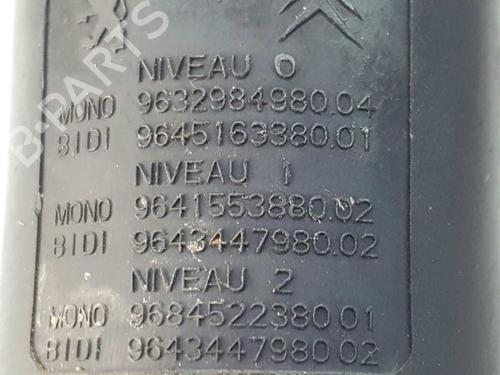 NIVEAU 0
MONO 9632984980.04
BIDI 9645163380.01
NIVEAU 1
MONO 9641553880.02
BIDI 9643447980.02
NIVEAU 2
MONO 9684522380.01
BIDI 9643447980 02
B-PARTS